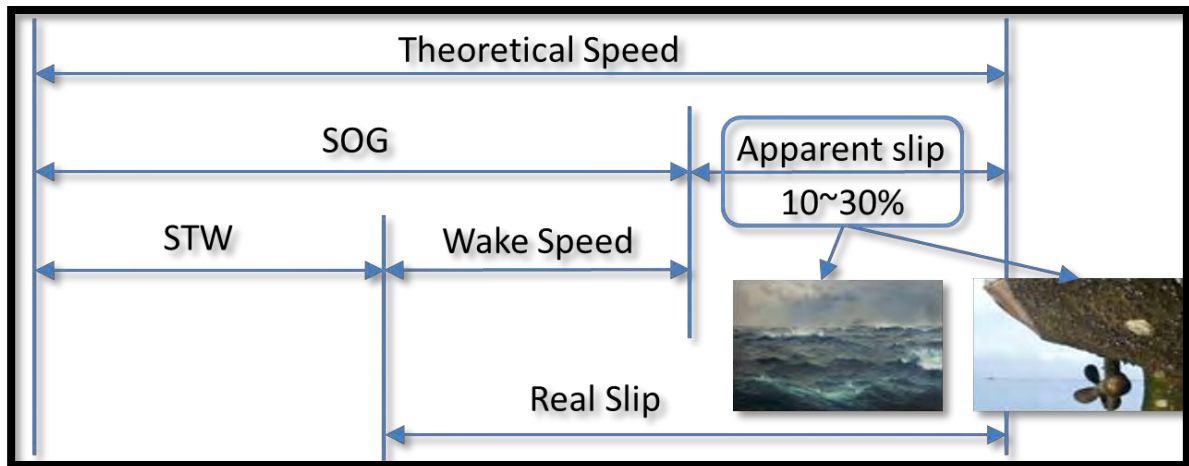 Theoretical Speed
SOG
Apparent slip
10~30%
STW
Wake Speed
Real Slip